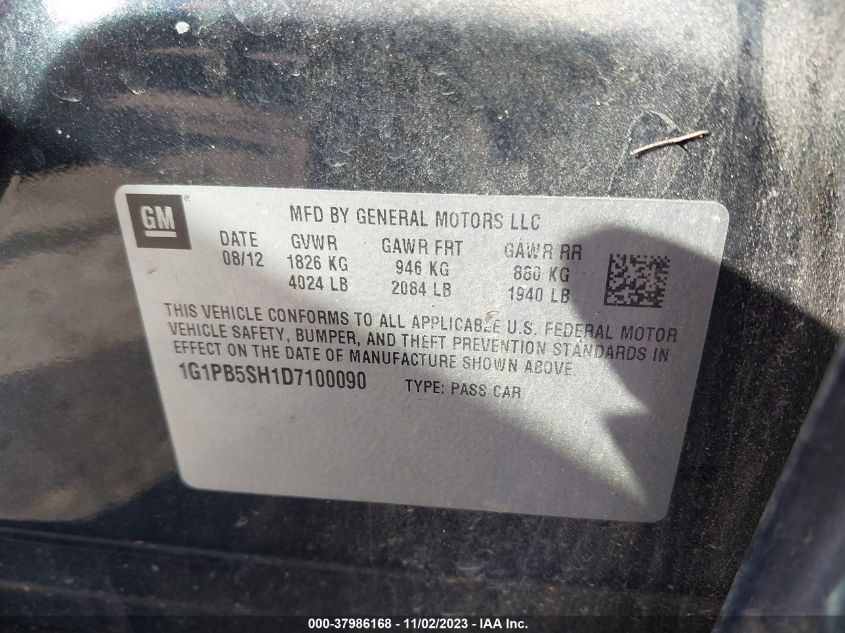 GM
MFD BY GENERAL MOTORS LLC
DATE GVWR GAWR FRT GAWR RR
08/12 1826 KG 946 KG 880 KG
4024 LB 2084 LB 1940 LB
THIS VEHICLE CONFORMS TO ALL APPLICABLE U.S. FEDERAL MOTOR
VEHICLE SAFETY, BUMPER, AND THEFT PREVENTION STANDARDS IN
EFFECT ON THE DATE OF MANUFACTURE SHOWN ABOVE.
1G1PB5SH1D7100090 TYPE: PASS CAR
000-37986168 - 11/02/2023 - IAA Inc.